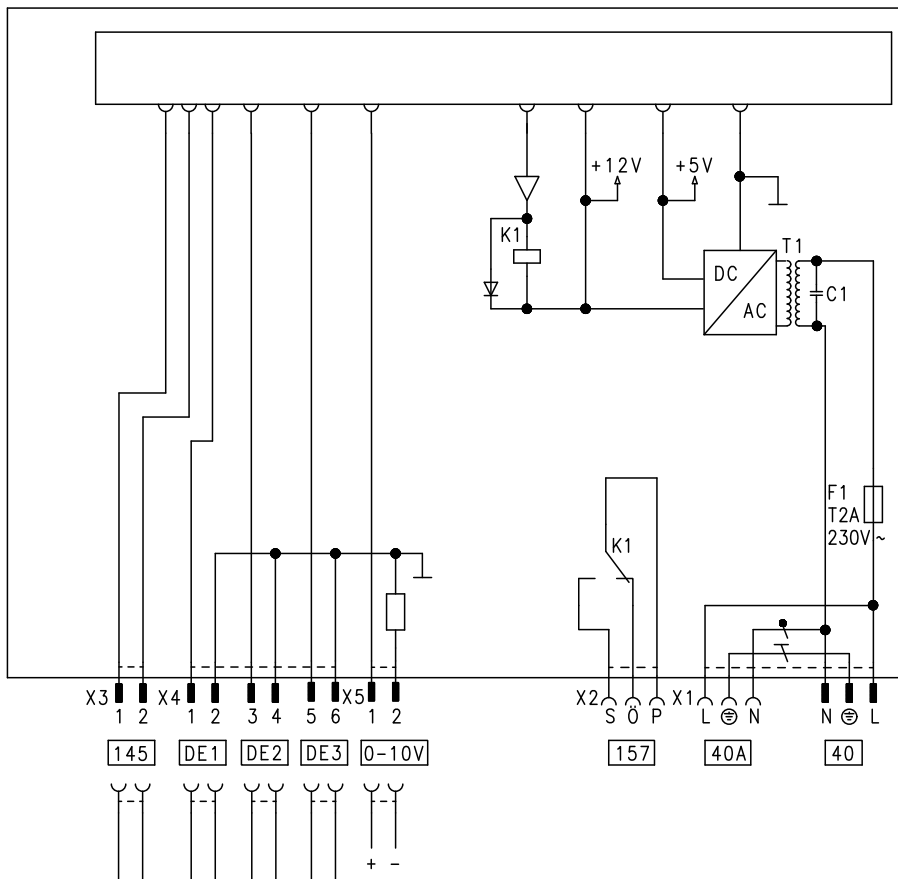 +12V +5V
K1 T1
DC
AC C1
F1
T2A
230V ~
K1
X3 X4 X5 X2 X1
1 2 1 2 3 4 5 6 1 2 S Ö P L N N L
145 DE1 DE2 DE3 0-10V 157 40A 40
+ -